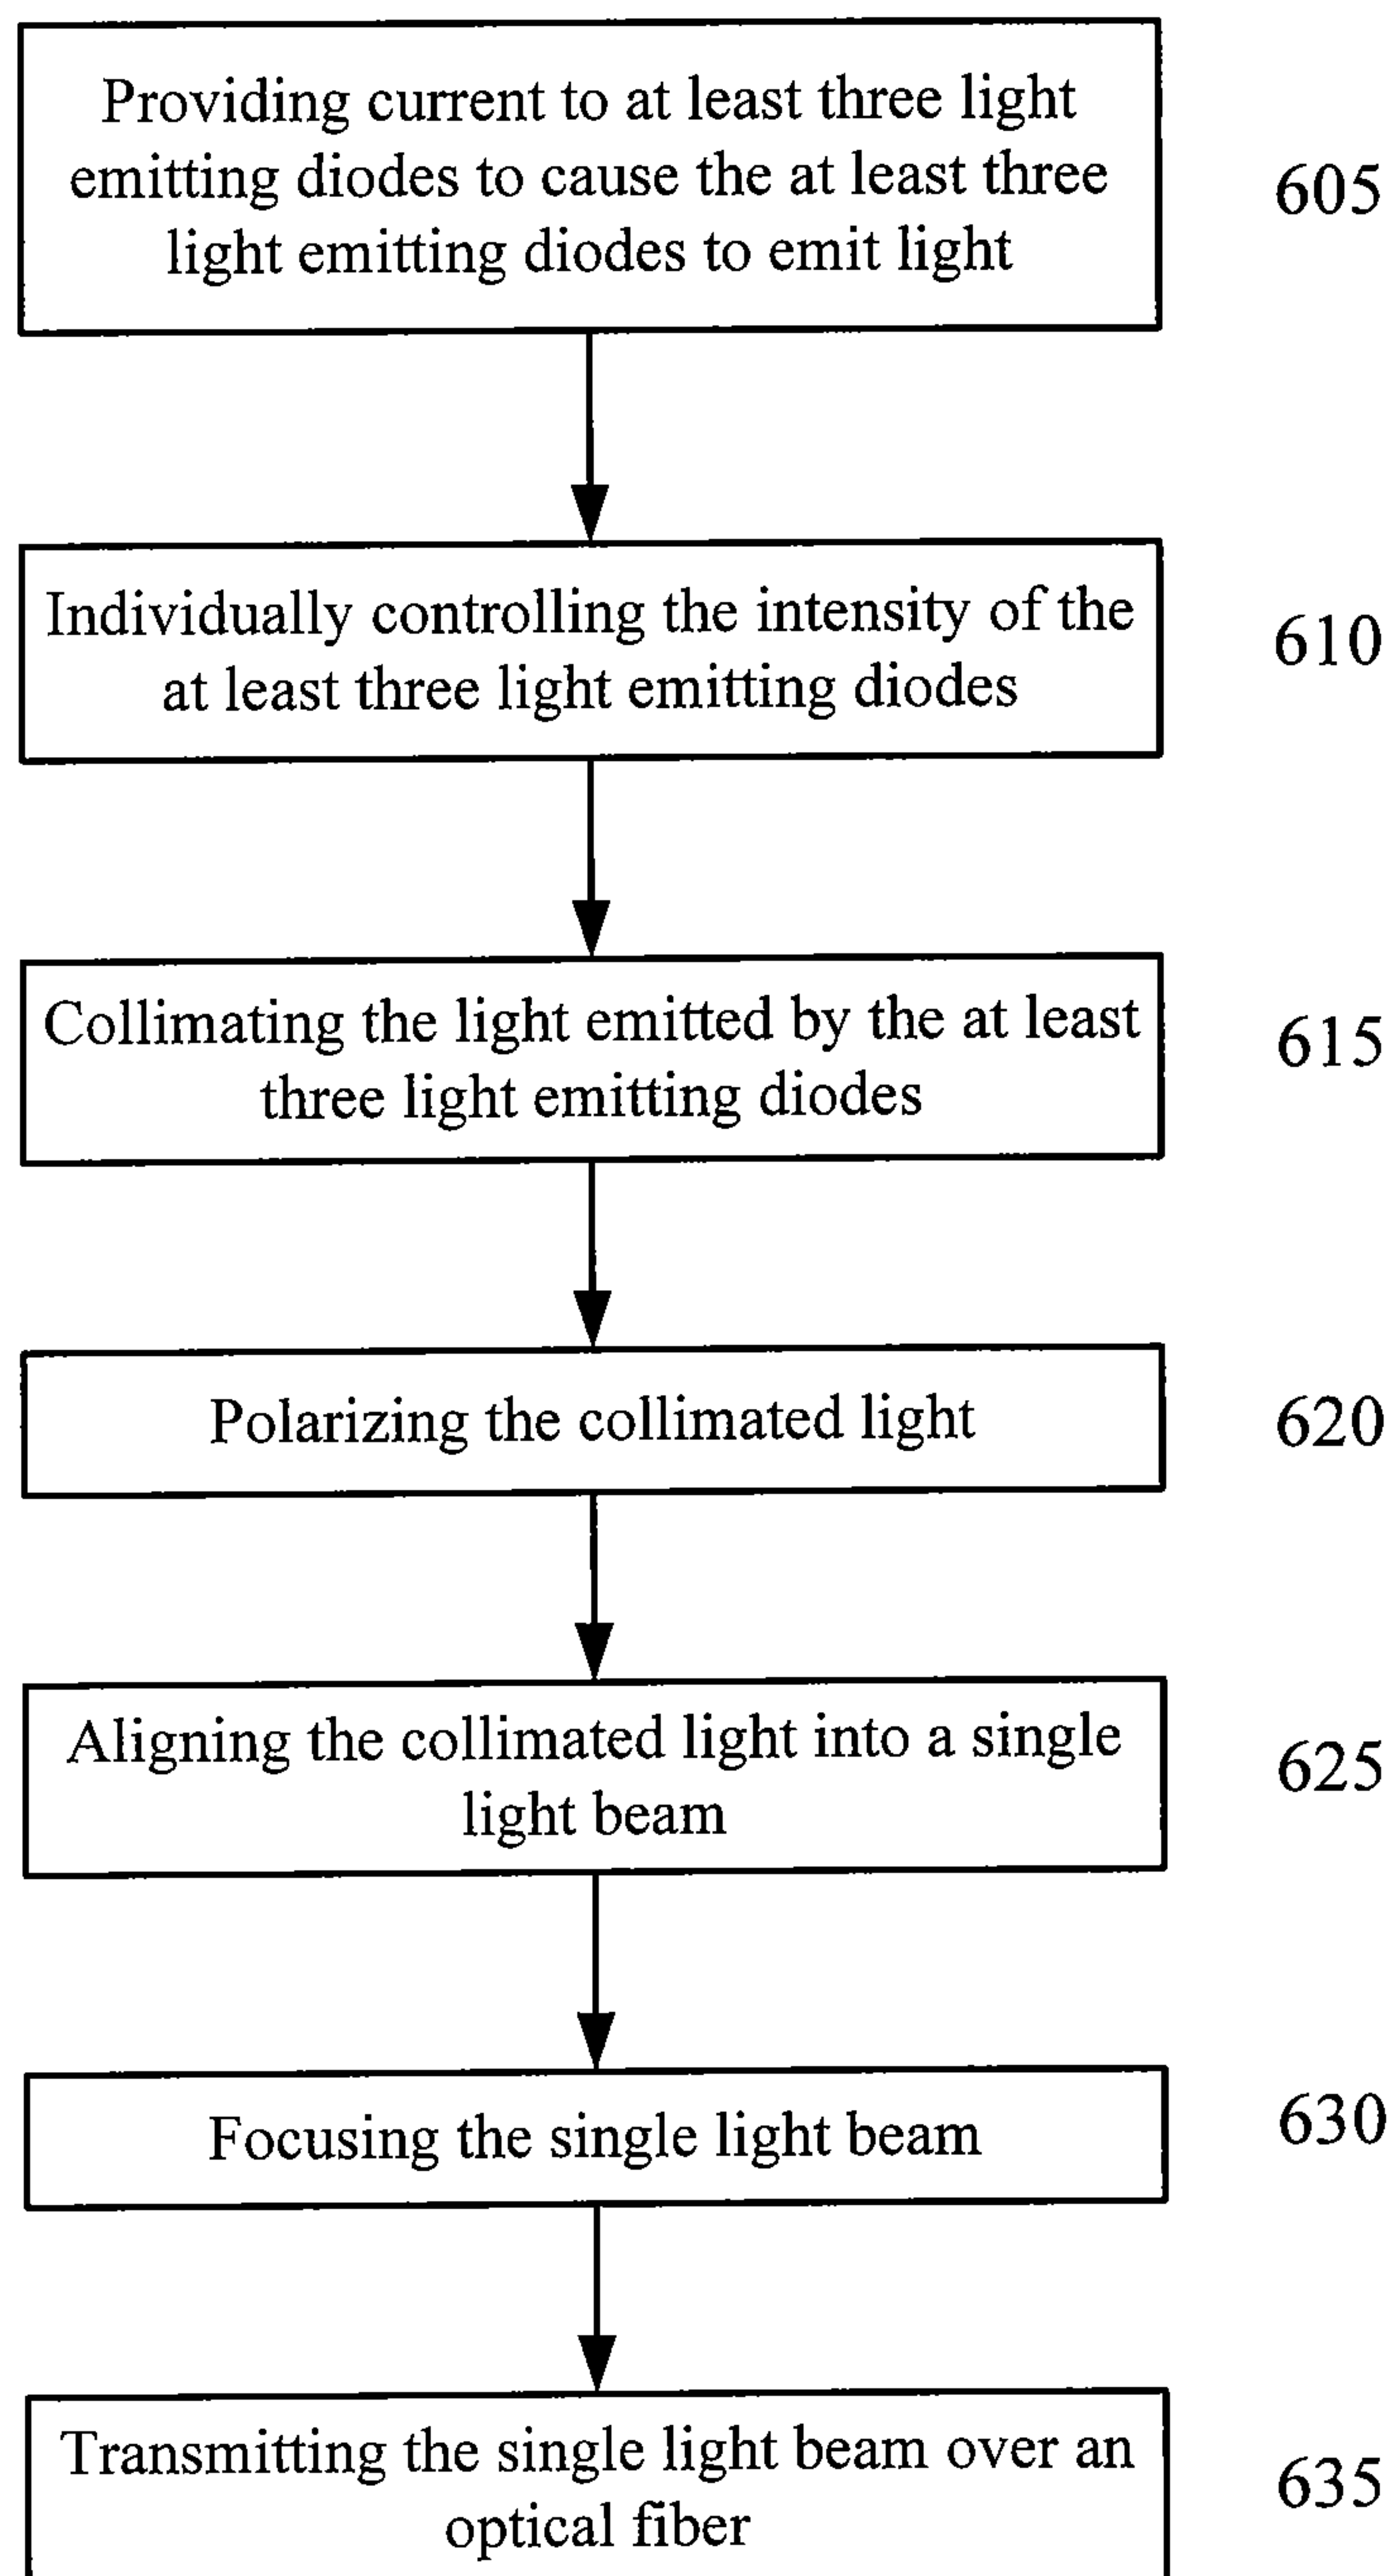 Providing current to at least three light
emitting diodes to cause the at least three
light emitting diodes to emit light
605
Individually controlling the intensity of the
at least three light emitting diodes
610
Collimating the light emitted by the at least
three light emitting diodes
615
Polarizing the collimated light
620
Aligning the collimated light into a single
light beam
625
Focusing the single light beam
630
Transmitting the single light beam over an
optical fiber
635